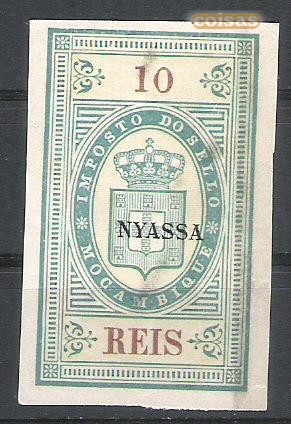 coisas
10
IMPOSTO DO SELLO
NYASSA
MOÇAMBIQUE
REIS